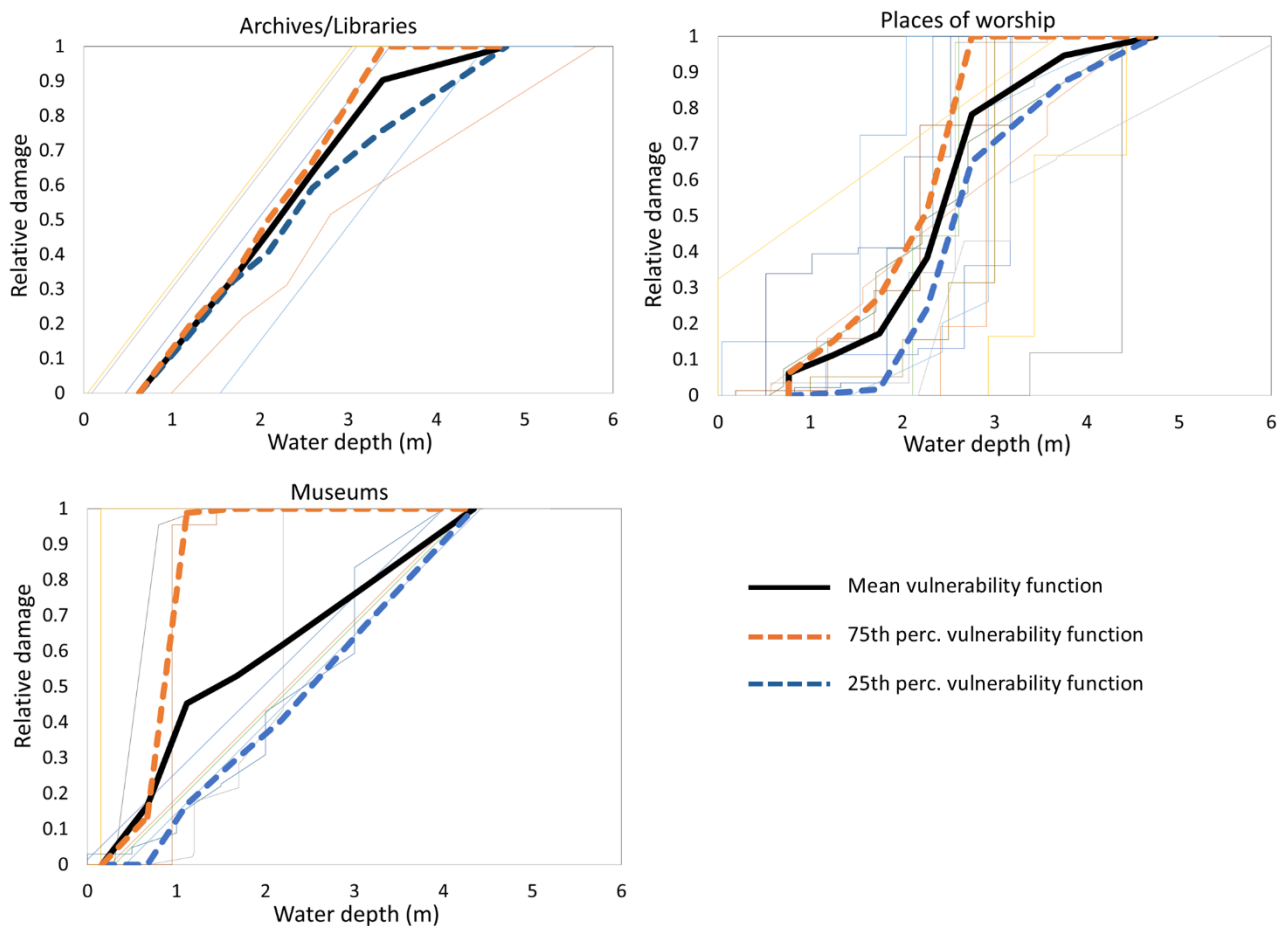 Archives/Libraries
1
0.9
0.8
0.7
0.6
0.5
0.4
0.3
0.2
0.1
0
Relative damage
0 1 2 3 4 5 6
Water depth (m)
Places of worship
1
0.9
0.8
0.7
0.6
0.5
0.4
0.3
0.2
0.1
0
Relative damage
0 1 2 3 4 5 6
Water depth (m)
Museums
1
0.9
0.8
0.7
0.6
0.5
0.4
0.3
0.2
0.1
0
Relative damage
0 1 2 3 4 5 6
Water depth (m)
Mean vulnerability function
75th perc. vulnerability function
25th perc. vulnerability function